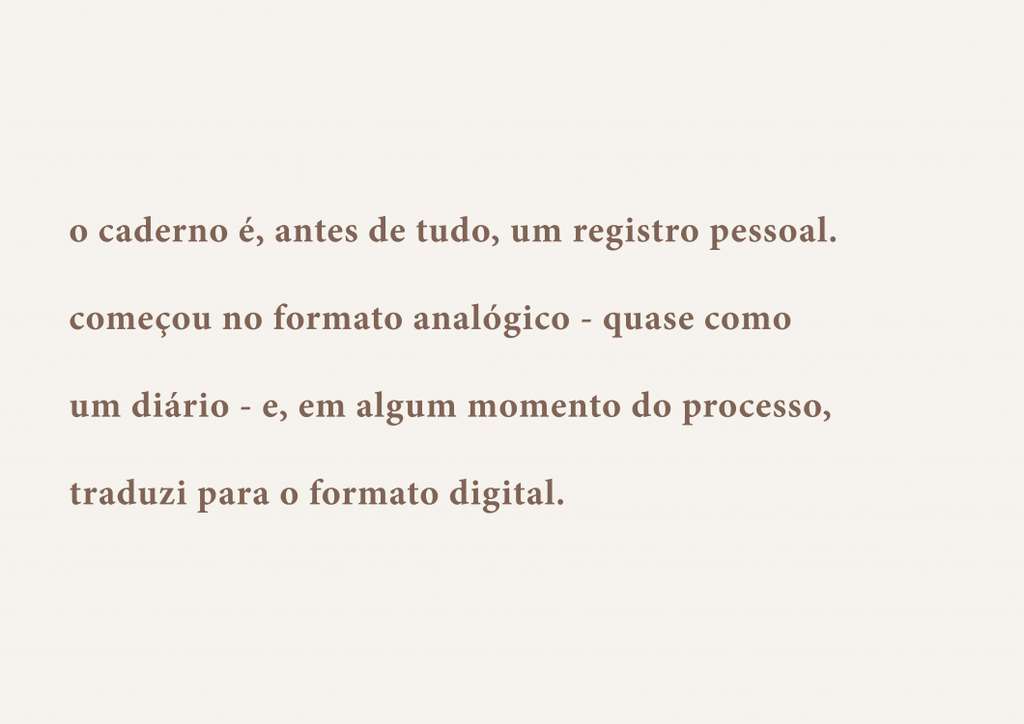 o caderno é, antes de tudo, um registro pessoal.
começou no formato analógico - quase como
um diário - e, em algum momento do processo,
traduzi para o formato digital.